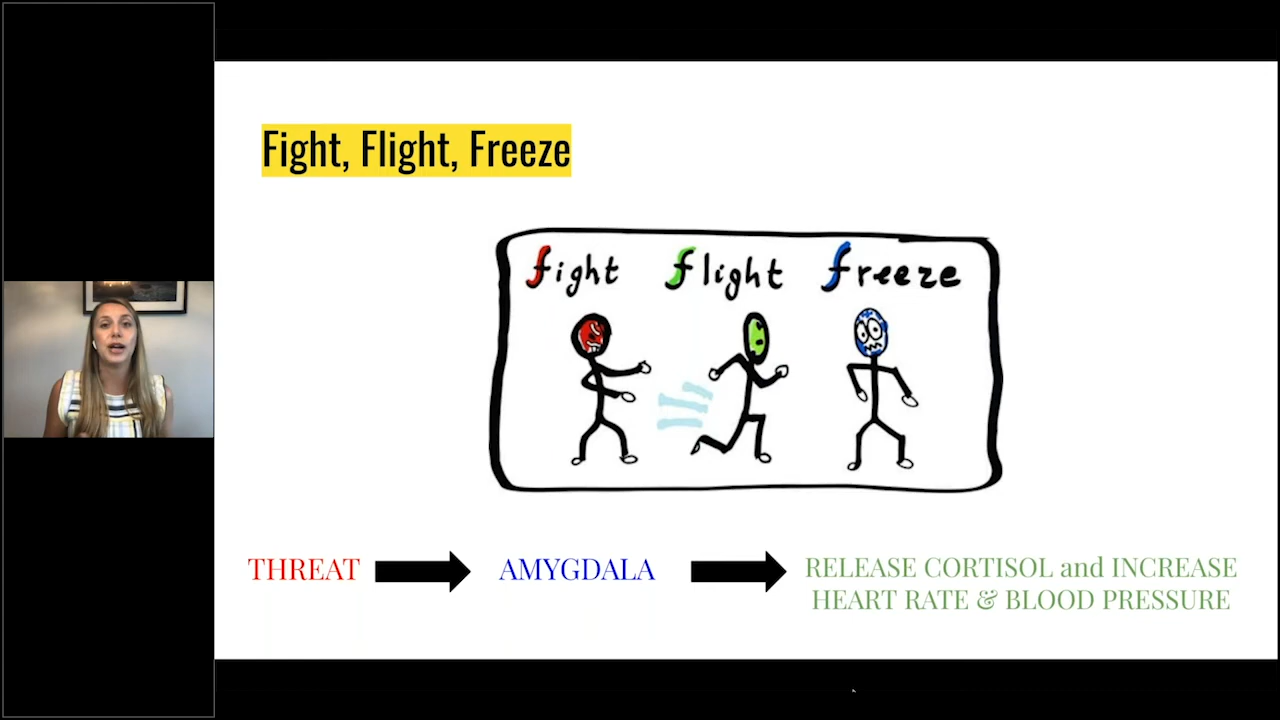 Fight, Flight, Freeze
fight flight freeze
THREAT AMYGDALA RELEASE CORTISOL and INCREASE
HEART RATE & BLOOD PRESSURE